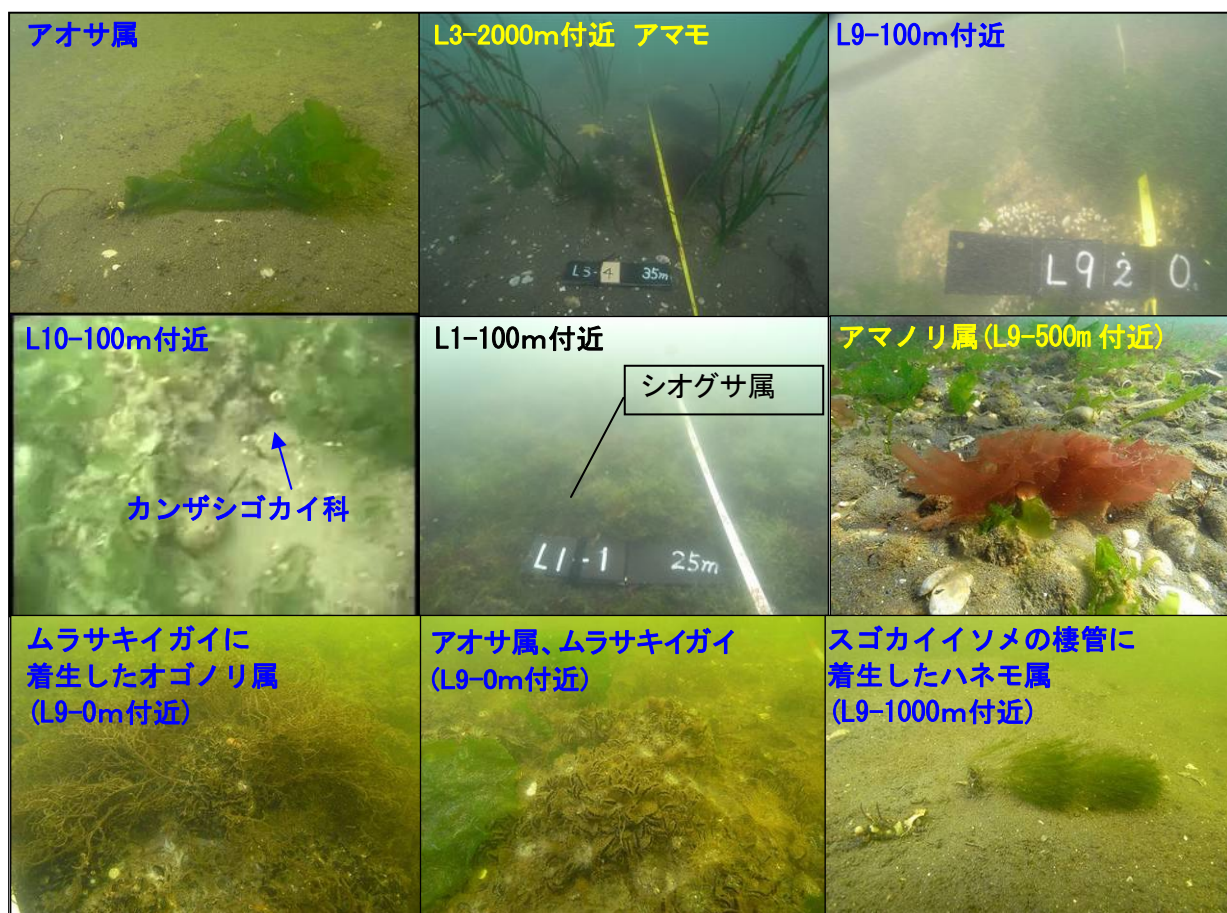 アオサ属
L3-2000m付近 アマモ
L3-4 35m
L9-100m付近
L9 2 0
L10-100m付近
カンザシゴカイ科
L1-100m付近
シオグサ属
L1-1 25m
アマノリ属(L9-500m付近)
ムラサキイガイに
着生したオゴノリ属
(L9-0m付近)
アオサ属、ムラサキイガイ
(L9-0m付近)
スゴカイイソメの棲管に
着生したハネモ属
(L9-1000m付近)